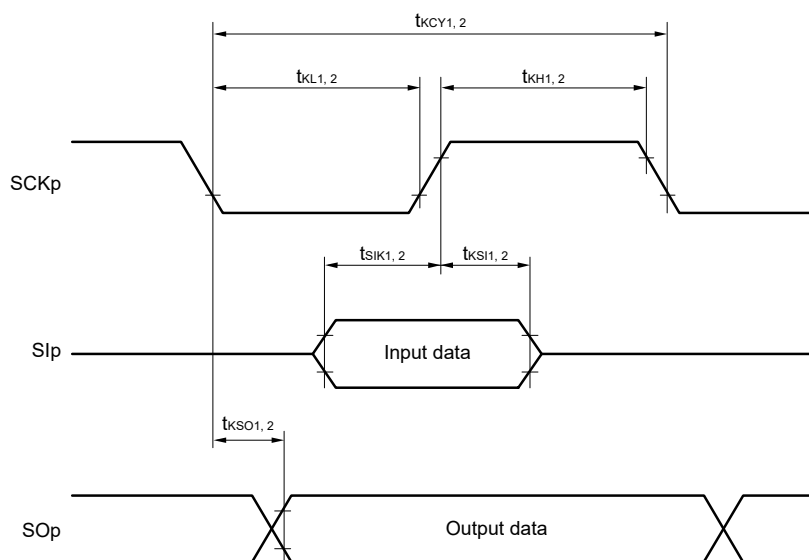 tKCY1, 2
tKL1, 2
tKH1, 2
SCKp
tSIK1, 2
tKSI1, 2
SIp
Input data
tKSO1, 2
SOp
Output data